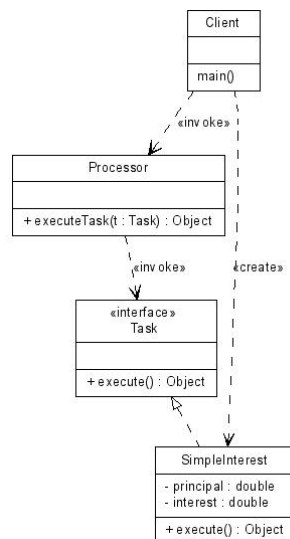 Client
main()
«invoke»
Processor
+ executeTask(t : Task) : Object
«invoke»
«create»
«interface»
Task
+ execute() : Object
SimpleInterest
- principal : double
- interest : double
+ execute() : Object